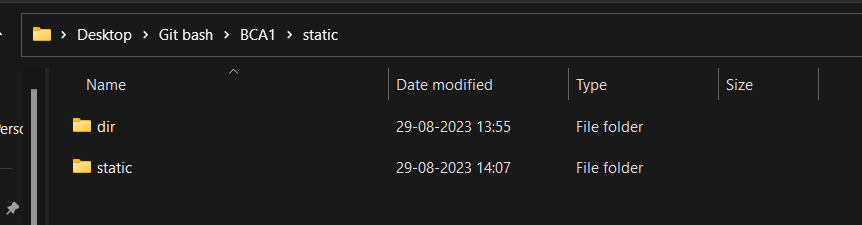 Desktop > Git bash > BCA1 > static
Name Date modified Type Size
dir 29-08-2023 13:55 File folder
static 29-08-2023 14:07 File folder